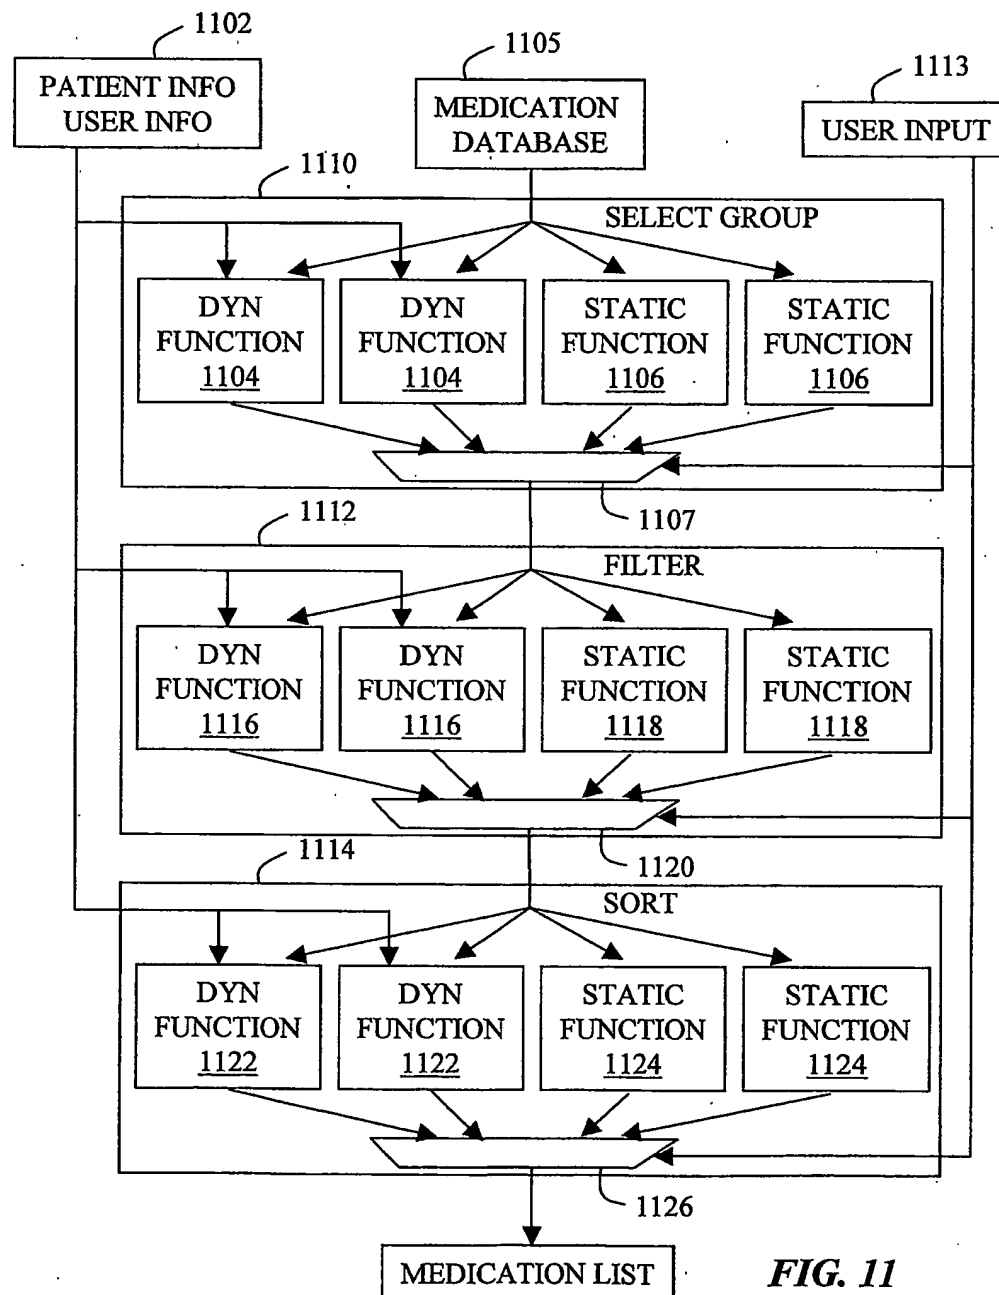 1102
1105
1113
PATIENT INFO
USER INFO
MEDICATION
DATABASE
USER INPUT
1110
SELECT GROUP
DYN
FUNCTION
1104
DYN
FUNCTION
1104
STATIC
FUNCTION
1106
STATIC
FUNCTION
1106
1107
1112
FILTER
DYN
FUNCTION
1116
DYN
FUNCTION
1116
STATIC
FUNCTION
1118
STATIC
FUNCTION
1118
1120
1114
SORT
DYN
FUNCTION
1122
DYN
FUNCTION
1122
STATIC
FUNCTION
1124
STATIC
FUNCTION
1124
1126
MEDICATION LIST
FIG. 11